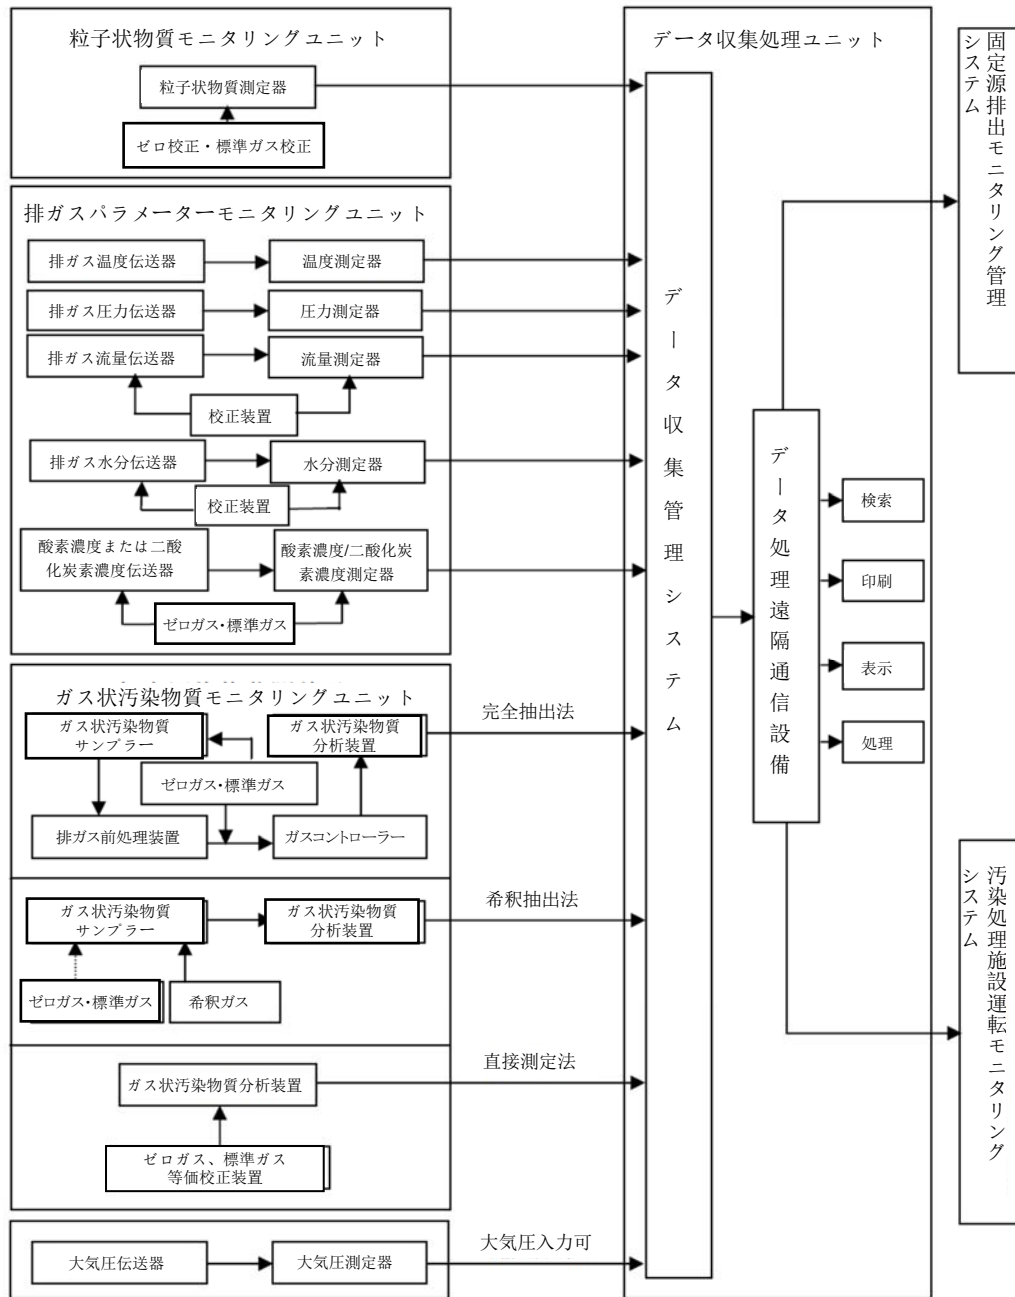 粒子状物質モニタリングユニット
粒子状物質測定器
ゼロ校正・標準ガス校正
排ガスパラメーターモニタリングユニット
排ガス温度伝送器
温度測定器
排ガス圧力伝送器
圧力測定器
排ガス流量伝送器
流量測定器
校正装置
排ガス水分伝送器
水分測定器
校正装置
酸素濃度または二酸
化炭素濃度伝送器
酸素濃度/二酸化炭
素濃度測定器
ゼロガス・標準ガス
ガス状汚染物質モニタリングユニット
ガス状汚染物質
サンプラー
ガス状汚染物質
分析装置
ゼロガス・標準ガス
排ガス前処理装置
ガスコントローラー
完全抽出法
ガス状汚染物質
サンプラー
ガス状汚染物質
分析装置
ゼロガス・標準ガス
希釈ガス
希釈抽出法
ガス状汚染物質分析装置
ゼロガス、標準ガス
等価校正装置
直接測定法
大気圧伝送器
大気圧測定器
大気圧入力可
データ収集処理ユニット
データ収集管理システム
データ処理遠隔通信設備
検索
印刷
表示
処理
固定源排出モニタリング管理
システム
汚染処理施設運転モニタリング
システム